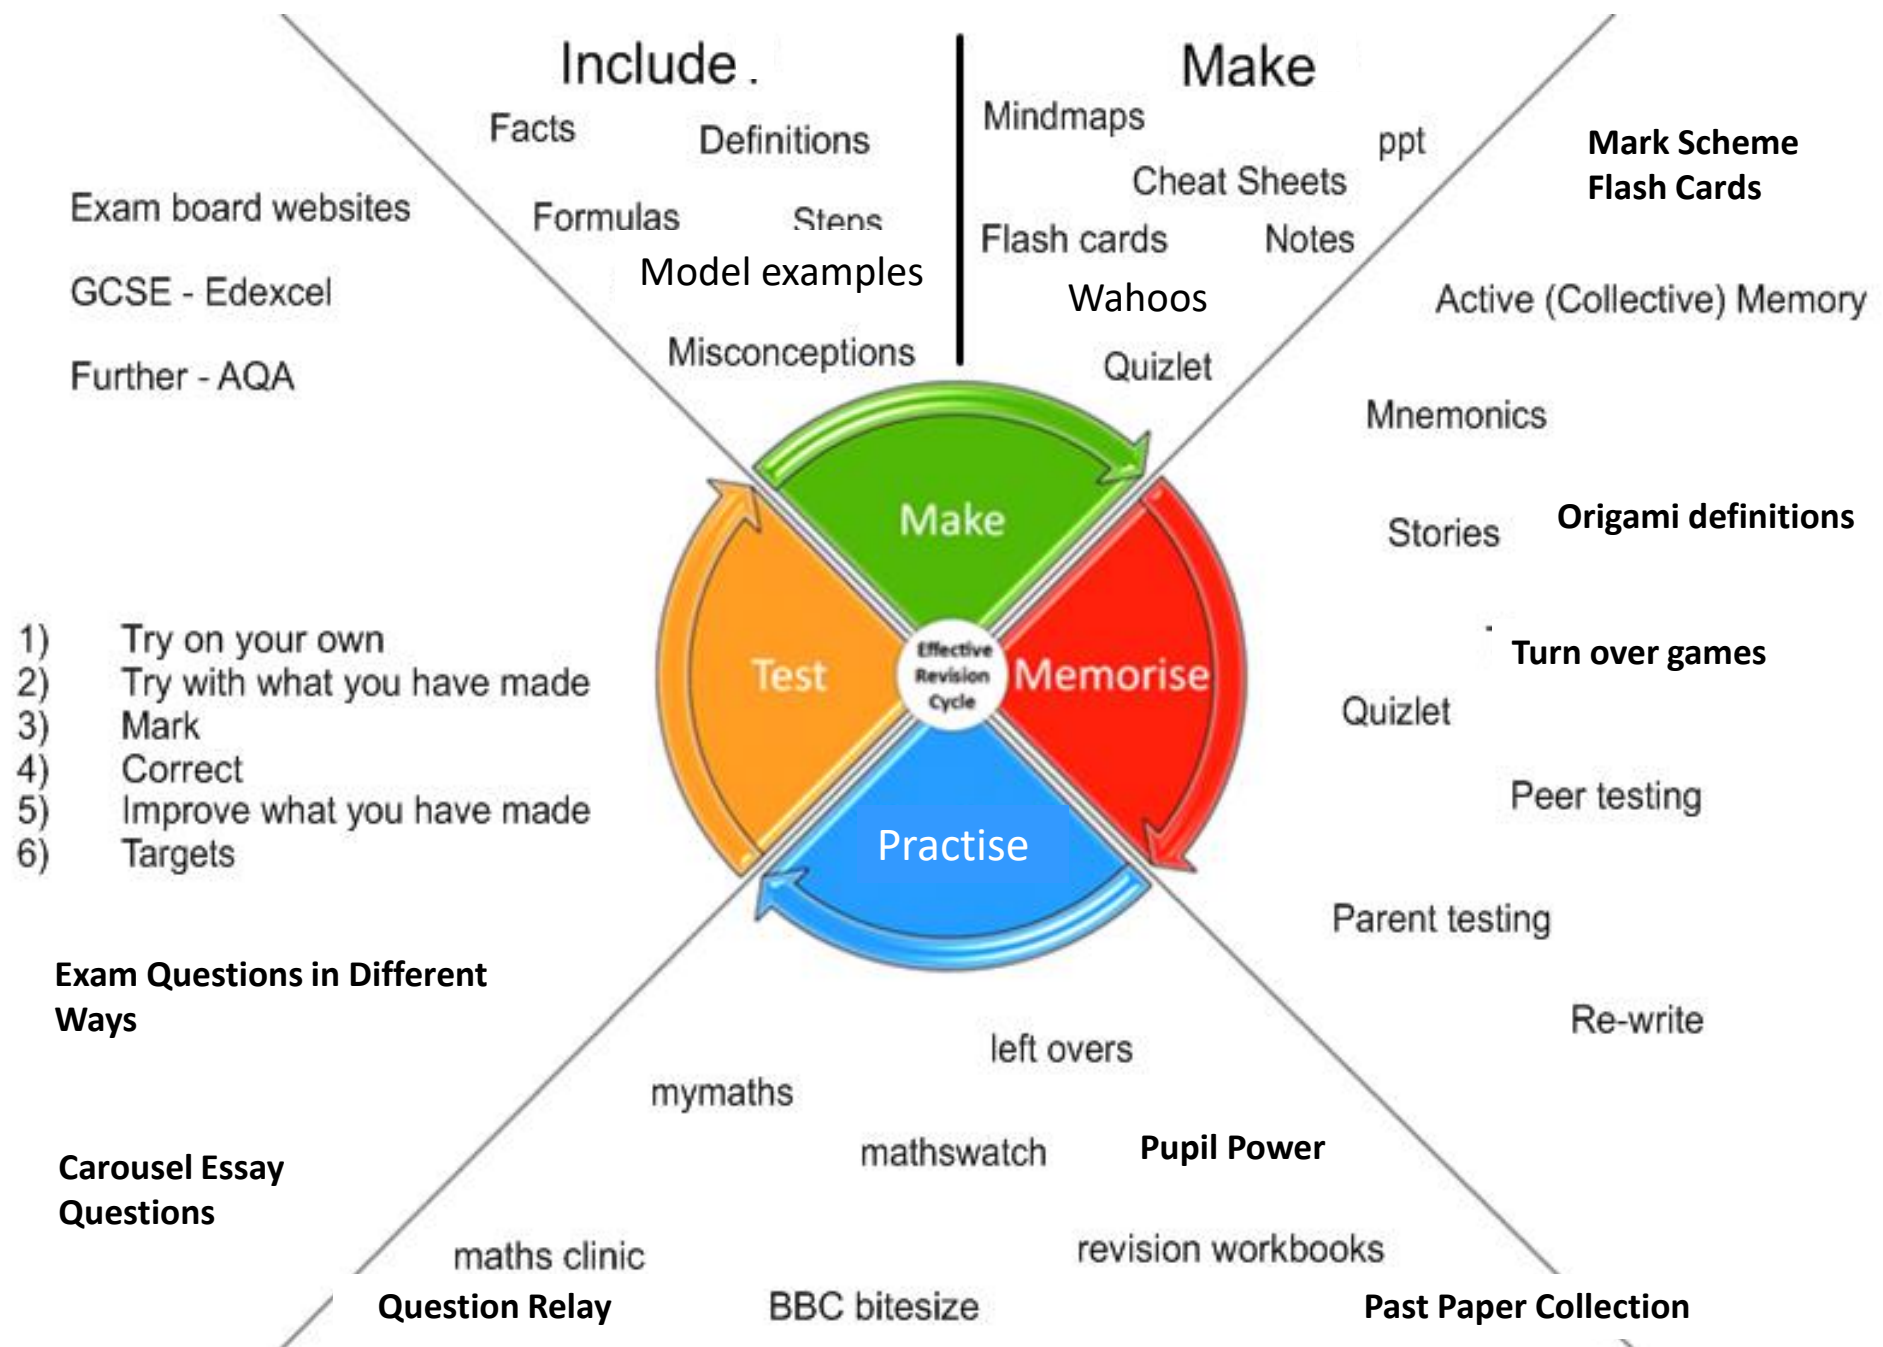 Include .
Facts
Definitions
Formulas
Steps
Model examples
Misconceptions
Make
Mindmaps
ppt
Cheat Sheets
Flash cards
Notes
Wahoos
Quizlet
Mark Scheme
Flash Cards
Active (Collective) Memory
Mnemonics
Stories
Origami definitions
Turn over games
Quizlet
Peer testing
Parent testing
Re-write
Exam board websites
GCSE - Edexcel
Further - AQA
1) Try on your own
2) Try with what you have made
3) Mark
4) Correct
5) Improve what you have made
6) Targets
Exam Questions in Different
Ways
Carousel Essay
Questions
Make
Test
Effective
Revision
Cycle
Memorise
Practise
left overs
mymaths
mathswatch
Pupil Power
maths clinic
revision workbooks
Question Relay
BBC bitesize
Past Paper Collection